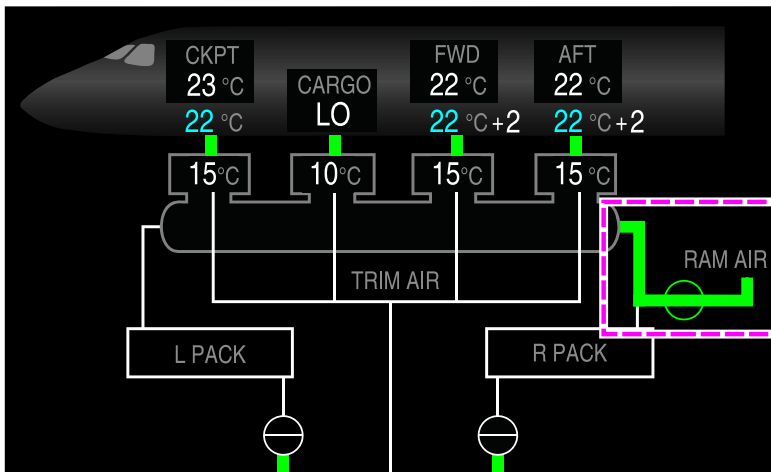 CKPT
23 °C
22 °C
CARGO
LO
FWD
22 °C
22 °C +2
AFT
22 °C
22 °C +2
15°C
10°C
15°C
15 °C
RAM AIR
TRIM AIR
L PACK
R PACK